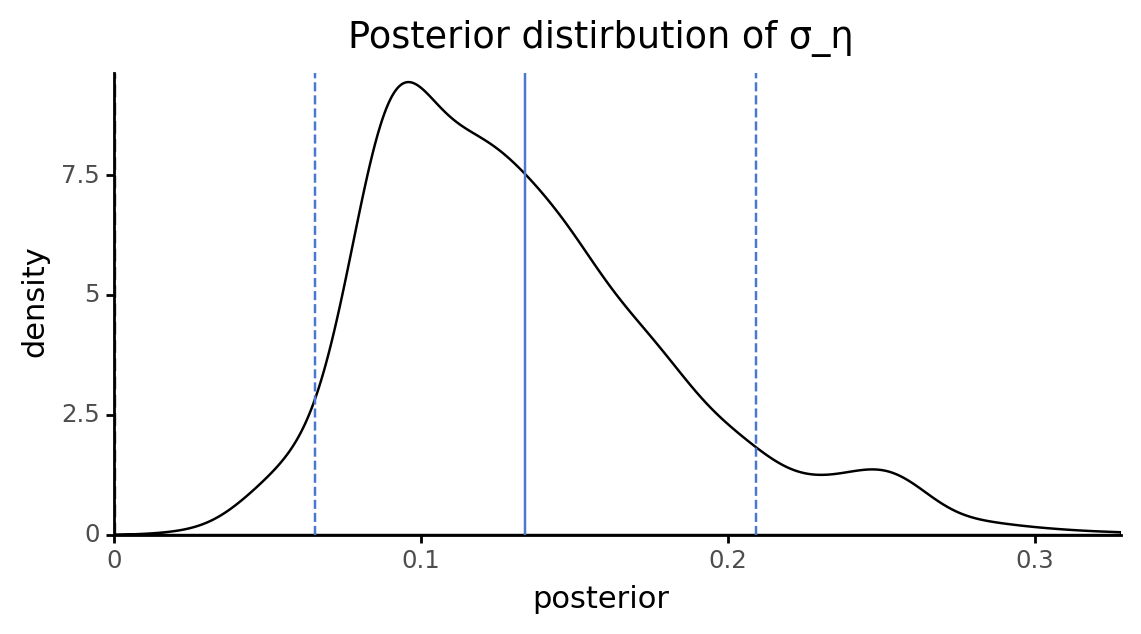 Posterior distirbution of σ_η
density
7.5
5
2.5
0
0
0.1
0.2
0.3
posterior